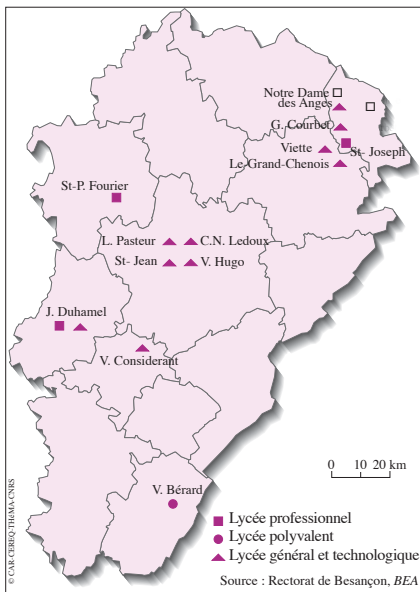 Notre Dame
des Anges
G. Courbet
Viette
St- Joseph
Le-Grand-Chenois
St-P. Fourier
L. Pasteur
C.N. Ledoux
St- Jean
V. Hugo
J. Duhamel
V. Considerant
0 10 20 km
V. Bérard
Lycée professionnel
Lycée polyvalent
Lycée général et technologique
© CAR-CEREQ-THéMA-CNRS
Source : Rectorat de Besançon, BEA